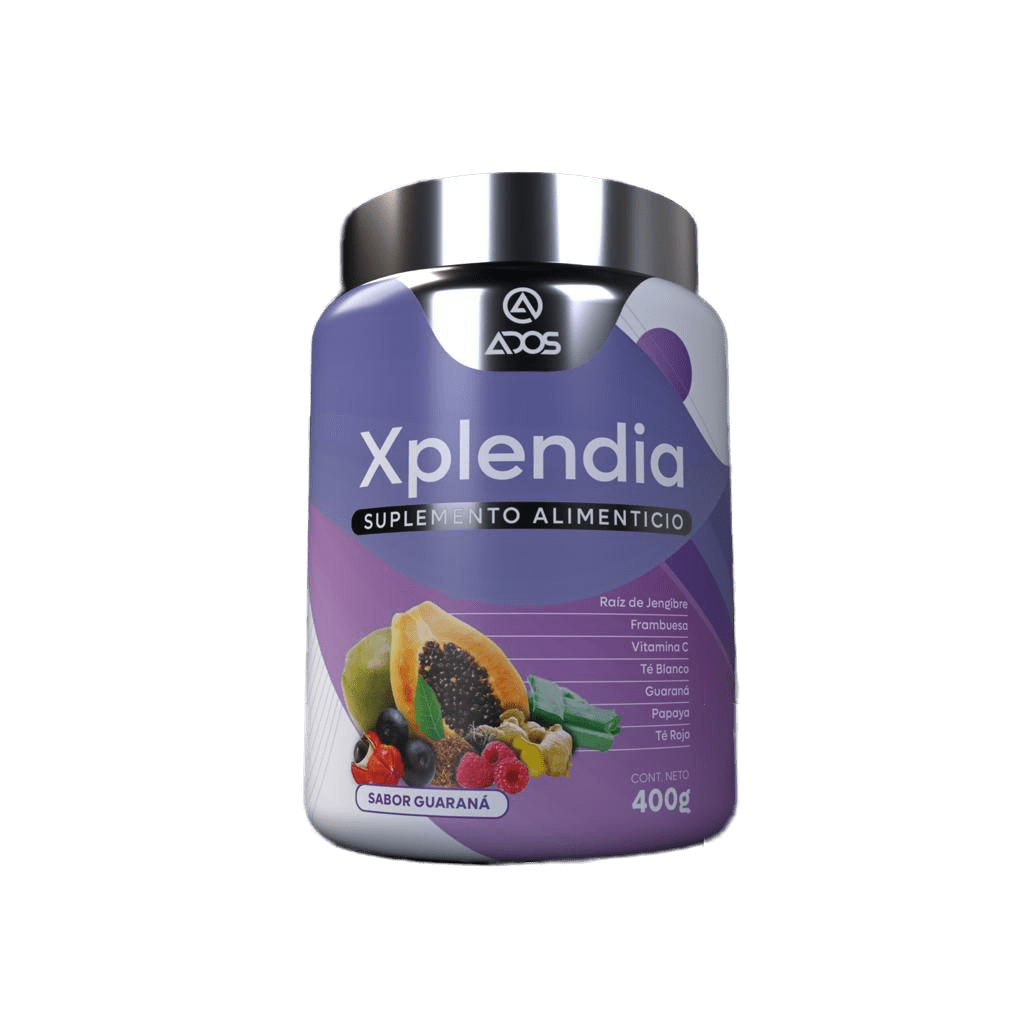 ADOS
Xplendia
SUPLEMENTO ALIMENTICIO
Raíz de Jengibre
Frambuesa
Vitamina C
Té Blanco
Guaraná
Papaya
Té Rojo
CONT. NETO
400g
SABOR GUARANÁ